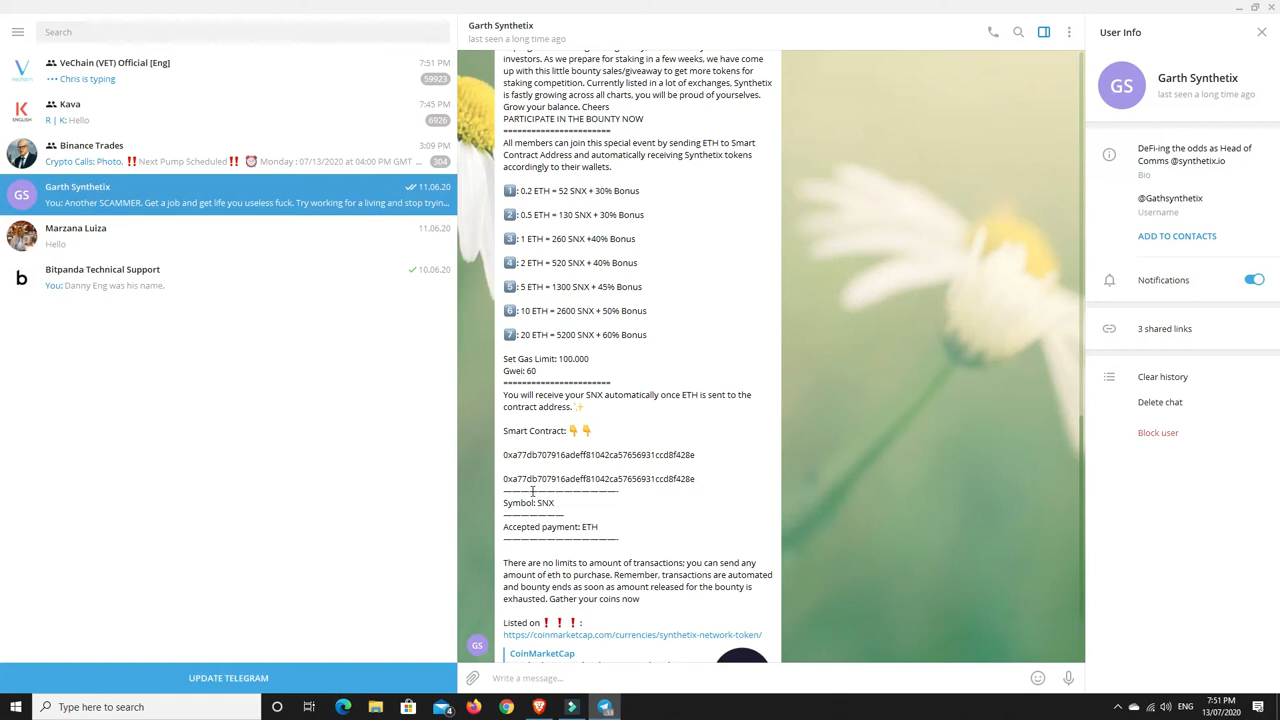 Search
VeChain (VET) Official [Eng]
7:51 PM
Chris is typing
59923
Kava
7:45 PM
R | K: Hello
6926
Binance Trades
3:09 PM
Crypto Calls: Photo, ‼️Next Pump Scheduled‼️ ⏰ Monday : 07/13/2020 at 04:00 PM GMT ...
304
Garth Synthetix
11.06.20
You: Another SCAMMER. Get a job and get life you useless fuck. Try working for a living and stop tryin...
Marzana Luiza
11.06.20
Hello
Bitpanda Technical Support
10.06.20
You: Danny Eng was his name.
UPDATE TELEGRAM
Garth Synthetix
last seen a long time ago
investors. As we prepare for staking in a few weeks, we have come
up with this little bounty sales/giveaway to get more tokens for
staking competition. Currently listed in a lot of exchanges, Synthetix
is fastly growing across all charts, you will be proud of yourselves.
Grow your balance. Cheers
PARTICIPATE IN THE BOUNTY NOW
=======================
All members can join this special event by sending ETH to Smart
Contract Address and automatically receiving Synthetix tokens
accordingly to their wallets.
1️⃣: 0.2 ETH = 52 SNX + 30% Bonus
2️⃣: 0.5 ETH = 130 SNX + 30% Bonus
3️⃣: 1 ETH = 260 SNX +40% Bonus
4️⃣: 2 ETH = 520 SNX + 40% Bonus
5️⃣: 5 ETH = 1300 SNX + 45% Bonus
6️⃣: 10 ETH = 2600 SNX + 50% Bonus
7️⃣: 20 ETH = 5200 SNX + 60% Bonus
Set Gas Limit: 100.000
Gwei: 60
=======================
You will receive your SNX automatically once ETH is sent to the
contract address.✨
Smart Contract: 👇 👇
0xa77db707916adeff81042ca57656931ccd8f428e
0xa77db707916adeff81042ca57656931ccd8f428e
—————————————-
Symbol: SNX
———————
Accepted payment: ETH
—————————————-
There are no limits to amount of transactions; you can send any
amount of eth to purchase. Remember, transactions are automated
and bounty ends as soon as amount released for the bounty is
exhausted. Gather your coins now
Listed on ❗ ❗ ❗ :
https://coinmarketcap.com/currencies/synthetix-network-token/
CoinMarketCap
GS
Write a message...
User Info
GS
Garth Synthetix
last seen a long time ago
DeFi-ing the odds as Head of
Comms @synthetix.io
Bio
@Gathsynthetix
Username
ADD TO CONTACTS
Notifications
3 shared links
Clear history
Delete chat
Block user
Type here to search
4
ENG
7:51 PM
13/07/2020